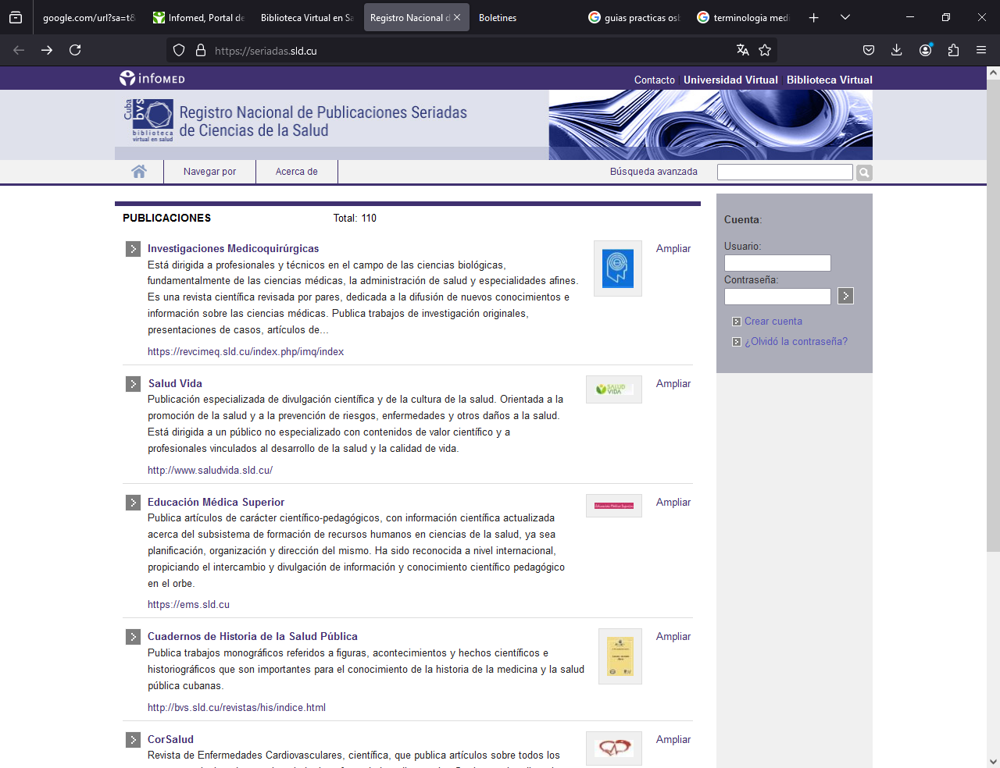 google.com/url?sa=t&
Infomed, Portal de
Biblioteca Virtual en Sa
Registro Nacional d
Boletines
guias practicas osl
terminologia medi
https://seriadas.sld.cu
infoMED
Contacto | Universidad Virtual | Biblioteca Virtual
Cuba
BVS
biblioteca
virtual en salud
Registro Nacional de Publicaciones Seriadas
de Ciencias de la Salud
Navegar por
Acerca de
Búsqueda avanzada
PUBLICACIONES
Total: 110
Investigaciones Medicoquirúrgicas
Ampliar
Está dirigida a profesionales y técnicos en el campo de las ciencias biológicas,
fundamentalmente de las ciencias médicas, la administración de salud y especialidades afines.
Es una revista científica revisada por pares, dedicada a la difusión de nuevos conocimientos e
información sobre las ciencias médicas. Publica trabajos de investigación originales,
presentaciones de casos, artículos de...
https://revcimeq.sld.cu/index.php/imq/index
Salud Vida
SALUD
VIDA
Ampliar
Publicación especializada de divulgación científica y de la cultura de la salud. Orientada a la
promoción de la salud y a la prevención de riesgos, enfermedades y otros daños a la salud.
Está dirigida a un público no especializado con contenidos de valor científico y a
profesionales vinculados al desarrollo de la salud y la calidad de vida.
http://www.saludvida.sld.cu/
Educación Médica Superior
Educación Médica Superior
Ampliar
Publica artículos de carácter científico-pedagógicos, con información científica actualizada
acerca del subsistema de formación de recursos humanos en ciencias de la salud, ya sea
planificación, organización y dirección del mismo. Ha sido reconocida a nivel internacional,
propiciando el intercambio y divulgación de información y conocimiento científico pedagógico
en el orbe.
https://ems.sld.cu
Cuadernos de Historia de la Salud Pública
Ampliar
Publica trabajos monográficos referidos a figuras, acontecimientos y hechos científicos e
historiográficos que son importantes para el conocimiento de la historia de la medicina y la salud
pública cubanas.
http://bvs.sld.cu/revistas/his/indice.html
CorSalud
Ampliar
Revista de Enfermedades Cardiovasculares, científica, que publica artículos sobre todos los
Cuenta:
Usuario:
Contraseña:
Crear cuenta
¿Olvidó la contraseña?